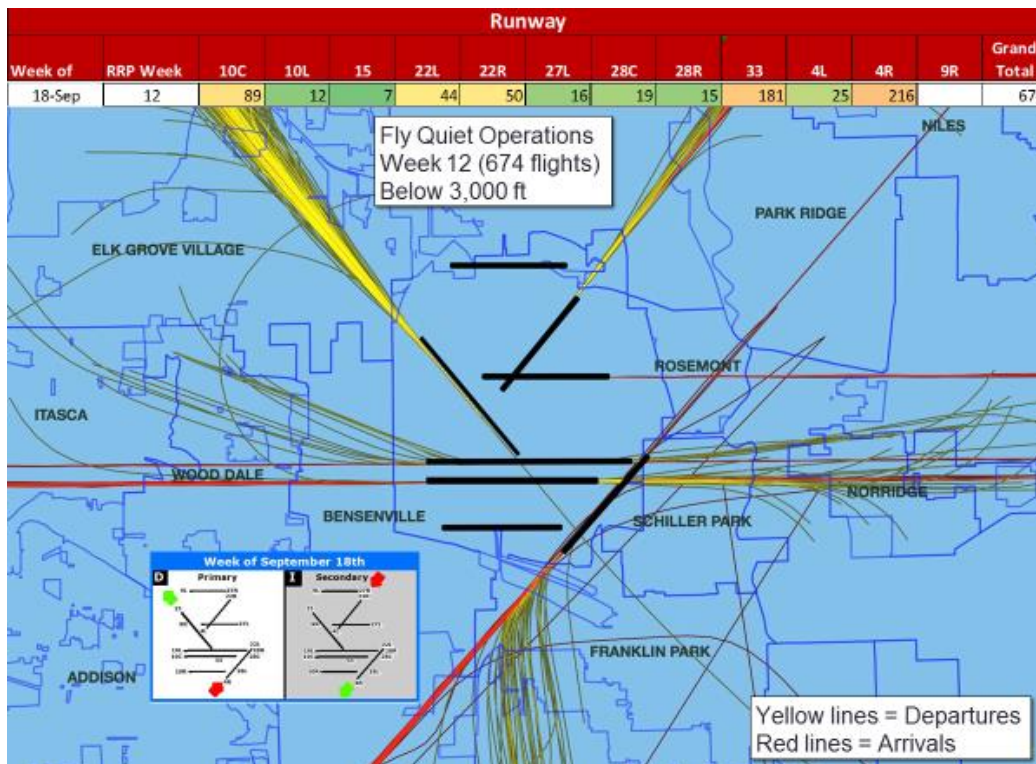 Runway
Week of RRP Week 10C 10L 15 22L 22R 27L 28C 28R 33 4L 4R 9R Grand Total
18-Sep 12 89 12 7 44 50 16 19 15 181 25 216 67
Fly Quiet Operations
Week 12 (674 flights)
Below 3,000 ft
NILES
PARK RIDGE
ELK GROVE VILLAGE
ROSEMONT
ITASCA
WOOD DALE
NORRIDGE
BENSENVILLE
SCHILLER PARK
Week of September 18th
D Primary
I Secondary
FRANKLIN PARK
ADDISON
Yellow lines = Departures
Red lines = Arrivals